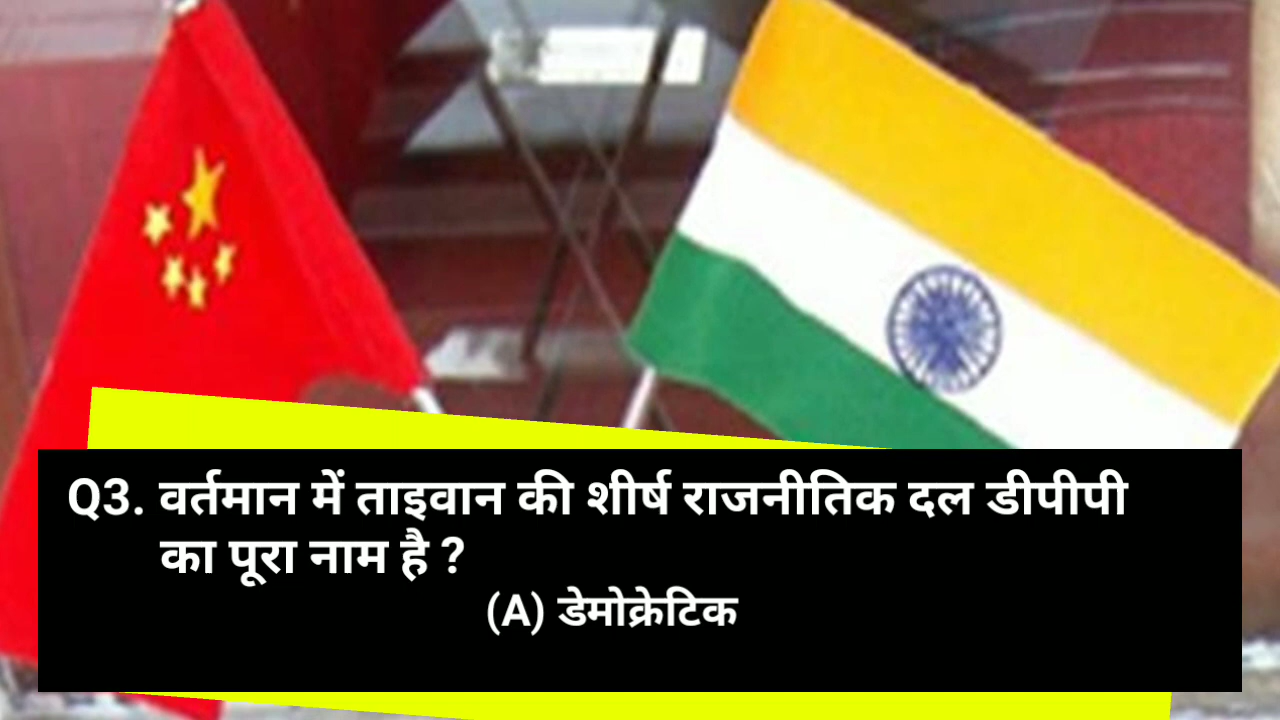 Q3. वर्तमान में ताइवान की शीर्ष राजनीतिक दल डीपीपी
का पूरा नाम है ?
(A) डेमोक्रेटिक